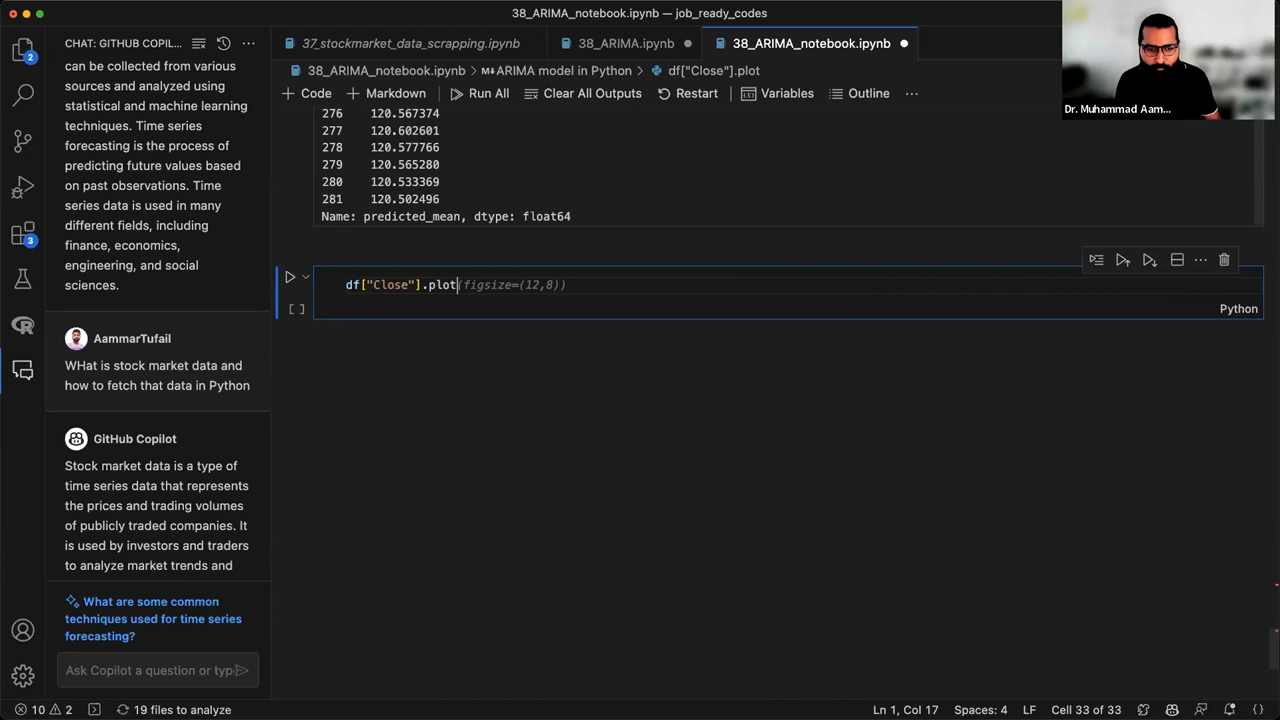 38_ARIMA_notebook.ipynb — job_ready_codes
CHAT: GITHUB COPIL...
37_stockmarket_data_scrapping.ipynb
38_ARIMA.ipynb
38_ARIMA_notebook.ipynb
38_ARIMA_notebook.ipynb > M↓ARIMA model in Python > df["Close"].plot
+ Code + Markdown Run All Clear All Outputs Restart Variables Outline ...
2
3
can be collected from various
sources and analyzed using
statistical and machine learning
techniques. Time series
forecasting is the process of
predicting future values based
on past observations. Time
series data is used in many
different fields, including
finance, economics,
engineering, and social
sciences.
AammarTufail
WHat is stock market data and
how to fetch that data in Python
GitHub Copilot
Stock market data is a type of
time series data that represents
the prices and trading volumes
of publicly traded companies. It
is used by investors and traders
to analyze market trends and
What are some common
techniques used for time series
forecasting?
Ask Copilot a question or typ
276 120.567374
277 120.602601
278 120.577766
279 120.565280
280 120.533369
281 120.502496
Name: predicted_mean, dtype: float64
df["Close"].plot(figsize=(12,8))
[ ]
Python
Dr. Muhammad Aam...
10 2 19 files to analyze
Ln 1, Col 17 Spaces: 4 LF Cell 33 of 33